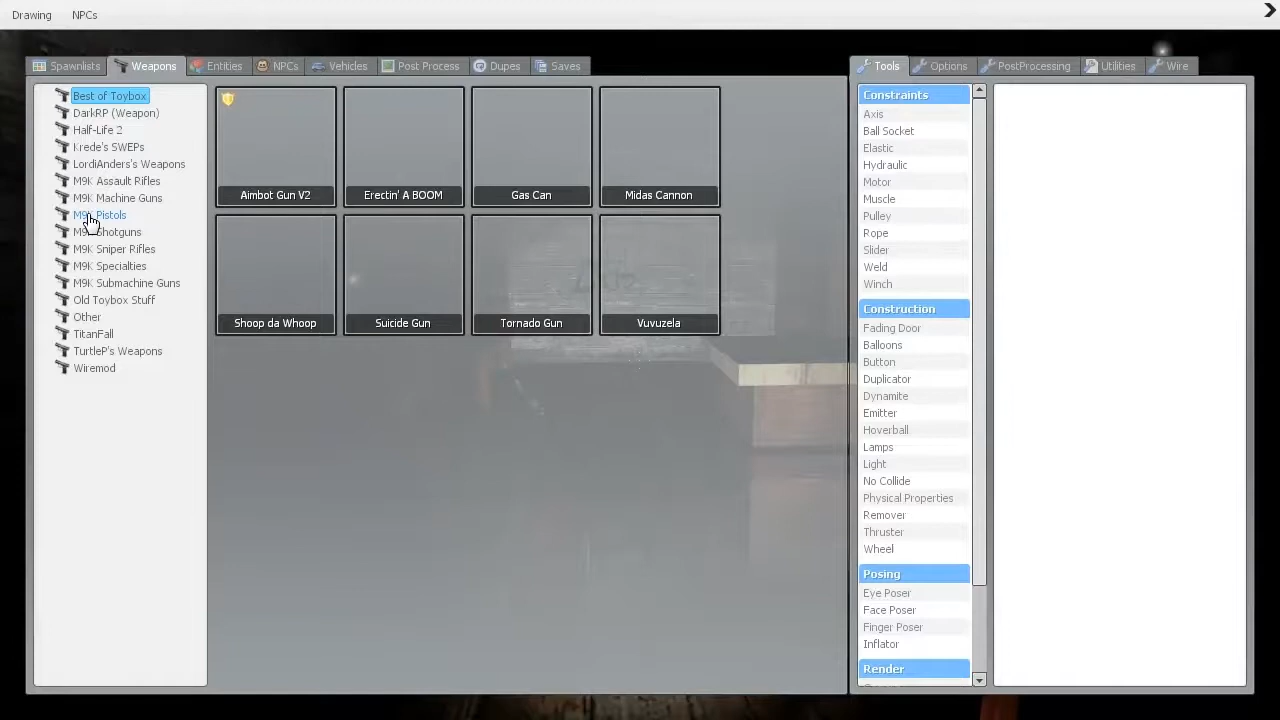 Drawing NPCs
Spawnlists Weapons Entities NPCs Vehicles Post Process Dupes Saves
Best of Toybox
DarkRP (Weapon)
Half-Life 2
Krede's SWEPs
LordiAnders's Weapons
M9K Assault Rifles
M9K Machine Guns
M9K Pistols
M9K Shotguns
M9K Sniper Rifles
M9K Specialties
M9K Submachine Guns
Old Toybox Stuff
Other
TitanFall
TurtleP's Weapons
Wiremod
Aimbot Gun V2 Erectin' A BOOM Gas Can Midas Cannon
Shoop da Whoop Suicide Gun Tornado Gun Vuvuzela
Tools Options PostProcessing Utilities Wire
Constraints
Axis
Ball Socket
Elastic
Hydraulic
Motor
Muscle
Pulley
Rope
Slider
Weld
Winch
Construction
Fading Door
Balloons
Button
Duplicator
Dynamite
Emitter
Hoverball
Lamps
Light
No Collide
Physical Properties
Remover
Thruster
Wheel
Posing
Eye Poser
Face Poser
Finger Poser
Inflator
Render